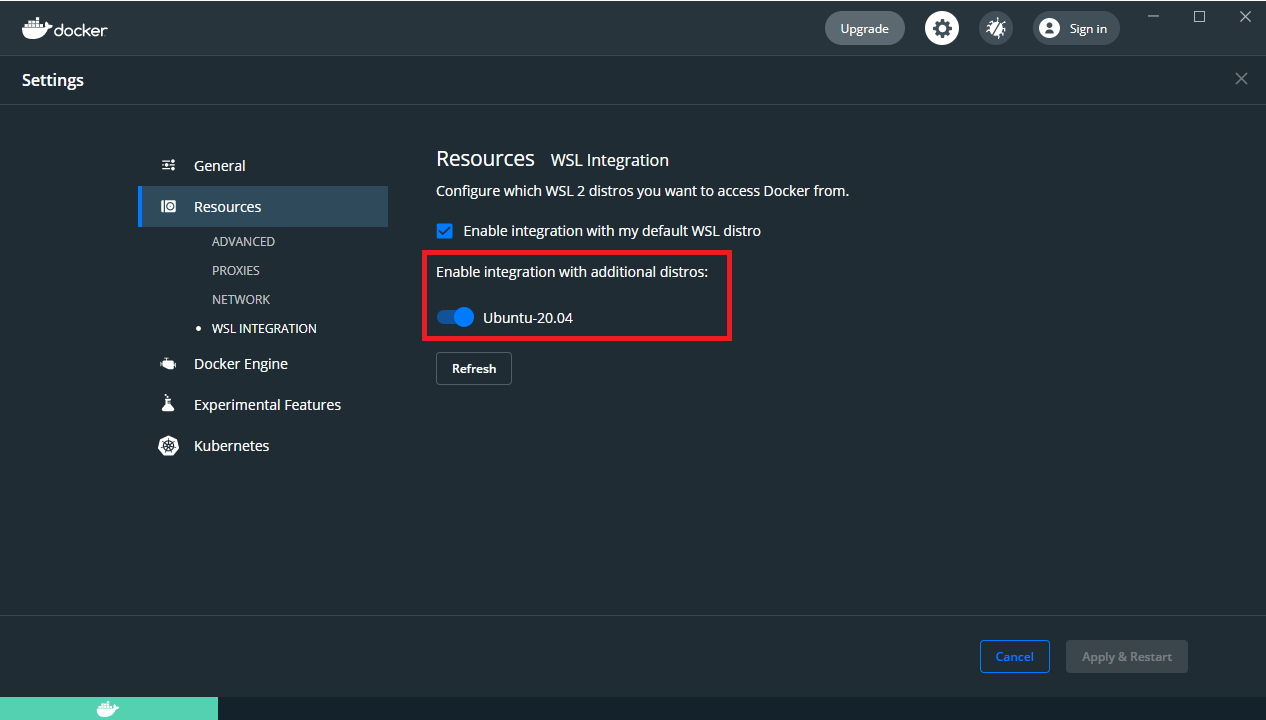 docker
Upgrade
Sign in
Settings
General
Resources
ADVANCED
PROXIES
NETWORK
WSL INTEGRATION
Docker Engine
Experimental Features
Kubernetes
Resources WSL Integration
Configure which WSL 2 distros you want to access Docker from.
Enable integration with my default WSL distro
Enable integration with additional distros:
Ubuntu-20.04
Refresh
Cancel
Apply & Restart